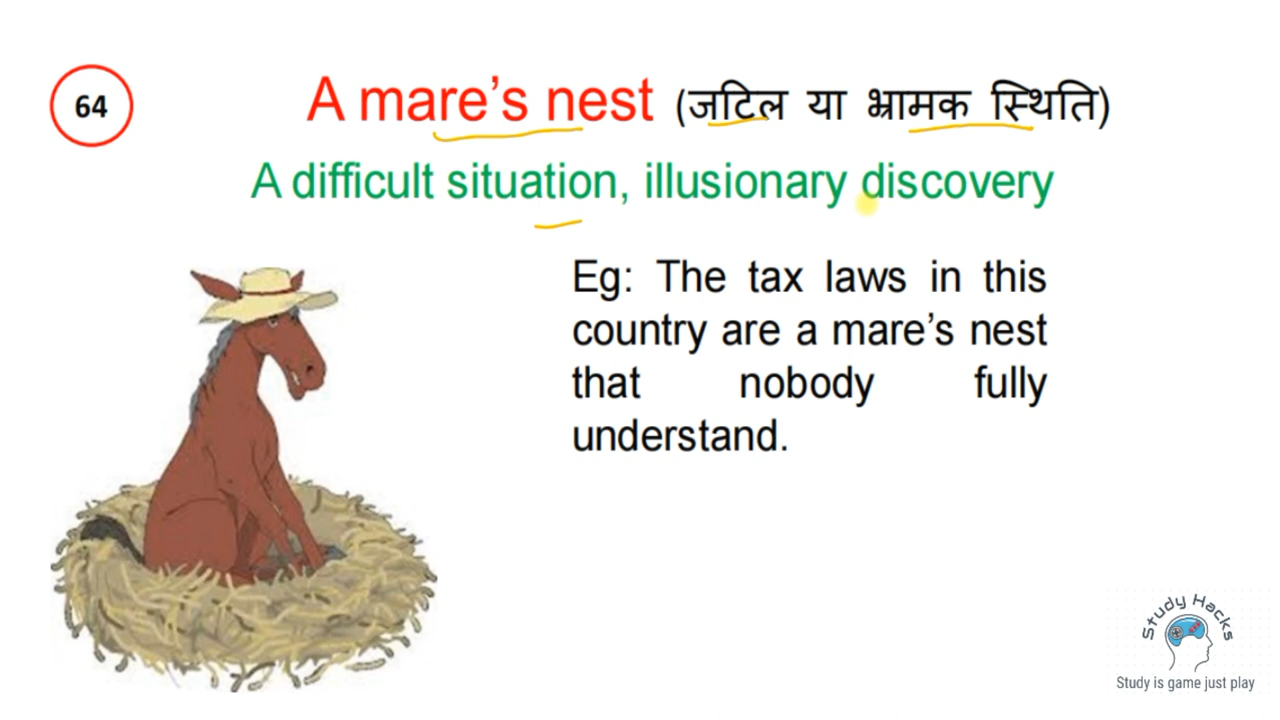 64
A mare's nest (जटिल या भ्रामक स्थिति)
A difficult situation, illusionary discovery
Eg: The tax laws in this
country are a mare's nest
that nobody fully
understand.
Study Hacks
Study is game just play